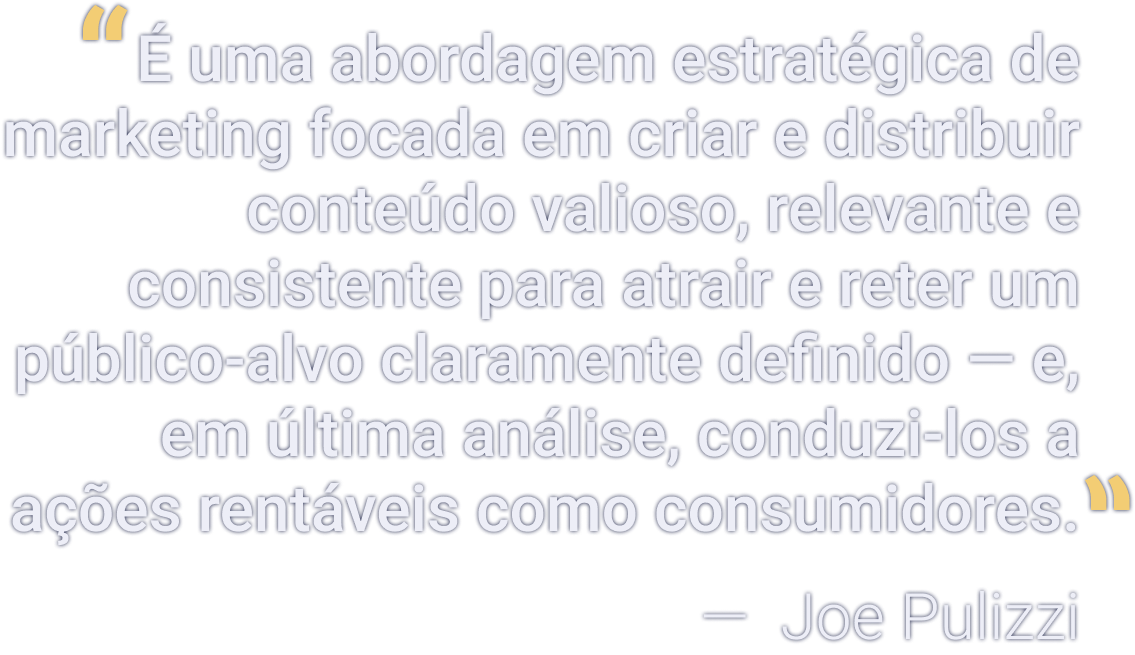 “É uma abordagem estratégica de
marketing focada em criar e distribuir
conteúdo valioso, relevante e
consistente para atrair e reter um
público-alvo claramente definido — e,
em última análise, conduzi-los a
ações rentáveis como consumidores.”
— Joe Pulizzi